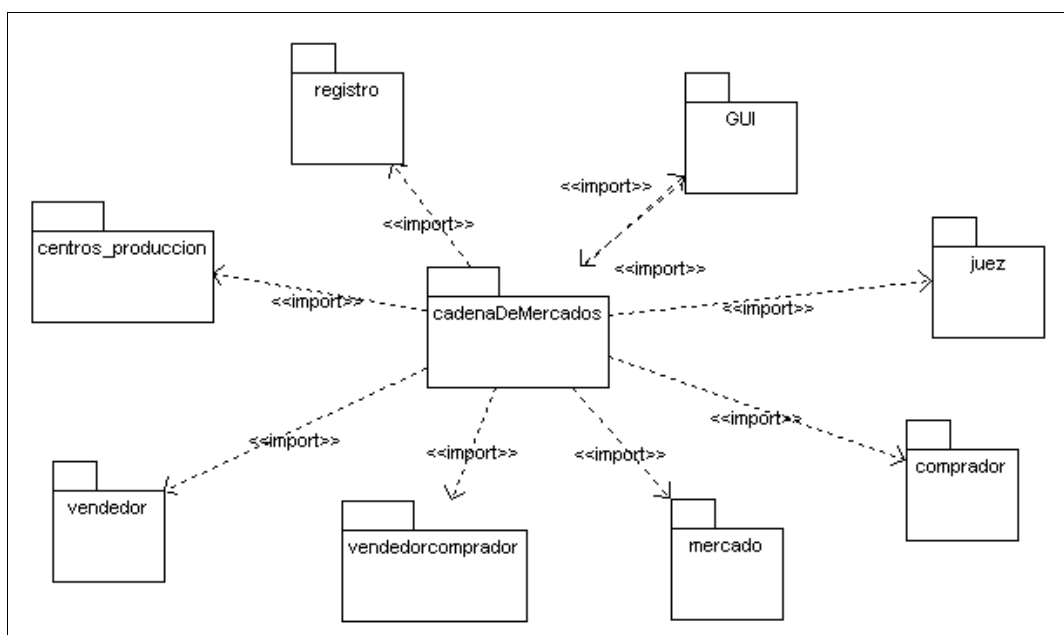 registro
GUI
<<import>>
<<import>>
centros_produccion
<<import>>
juez
<<import>>
cadenaDeMercados
<<import>>
<<import>>
<<import>>
<<import>>
<<import>>
comprador
vendedor
vendedorcomprador
mercado